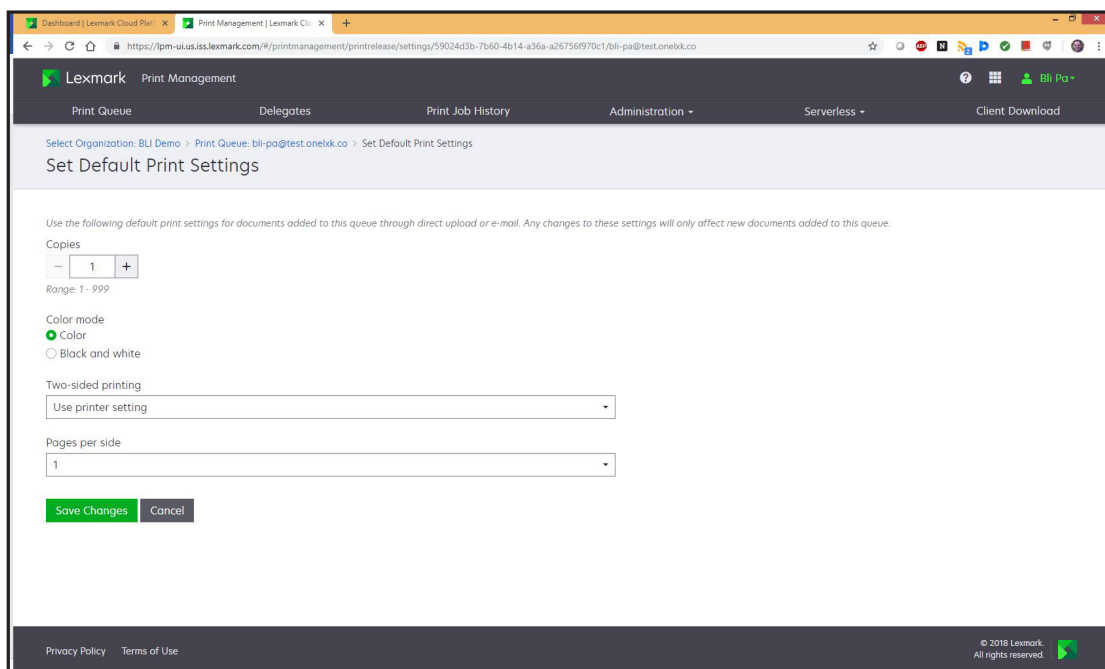 Dashboard | Lexmark Cloud Platf
Print Management | Lexmark Clo
https://lpm-ui.us.iss.lexmark.com/#/printmanagement/printrelease/settings/59024d3b-7b60-4b14-a36a-a26756f970c1/bli-pa@test.onelxk.co
Lexmark Print Management
Bli Pa
Print Queue Delegates Print Job History Administration Serverless Client Download
Select Organization: BLI Demo > Print Queue: bli-pa@test.onelxk.co > Set Default Print Settings
Set Default Print Settings
Use the following default print settings for documents added to this queue through direct upload or e-mail. Any changes to these settings will only affect new documents added to this queue.
Copies
− 1 +
Range: 1 - 999
Color mode
Color
Black and white
Two-sided printing
Use printer setting
Pages per side
1
Save Changes Cancel
Privacy Policy Terms of Use
© 2018 Lexmark.
All rights reserved.